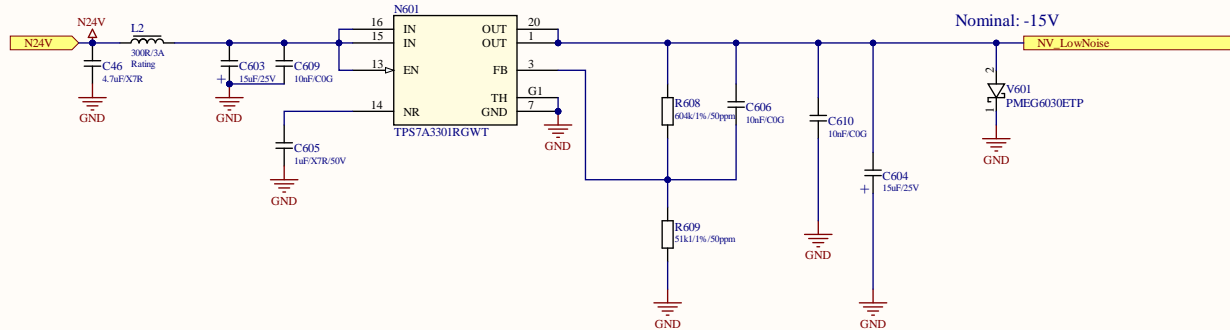 N601
Nominal: -15V
N24V
N24V
L2
300R/3A
Rating
C46
4.7uF/X7R
GND
C603
15uF/25V
+
C609
10nF/C0G
GND
16
IN
15
IN
13
EN
14
NR
20
OUT
1
OUT
3
FB
G1
TH
7
GND
TPS7A3301RGWT
GND
C605
1uF/X7R/50V
GND
R608
604k/1%/50ppm
C606
10nF/C0G
R609
51k1/1%/50ppm
GND
C610
10nF/C0G
GND
C604
15uF/25V
+
GND
NV_LowNoise
2
V601
PMEG6030ETP
1
GND